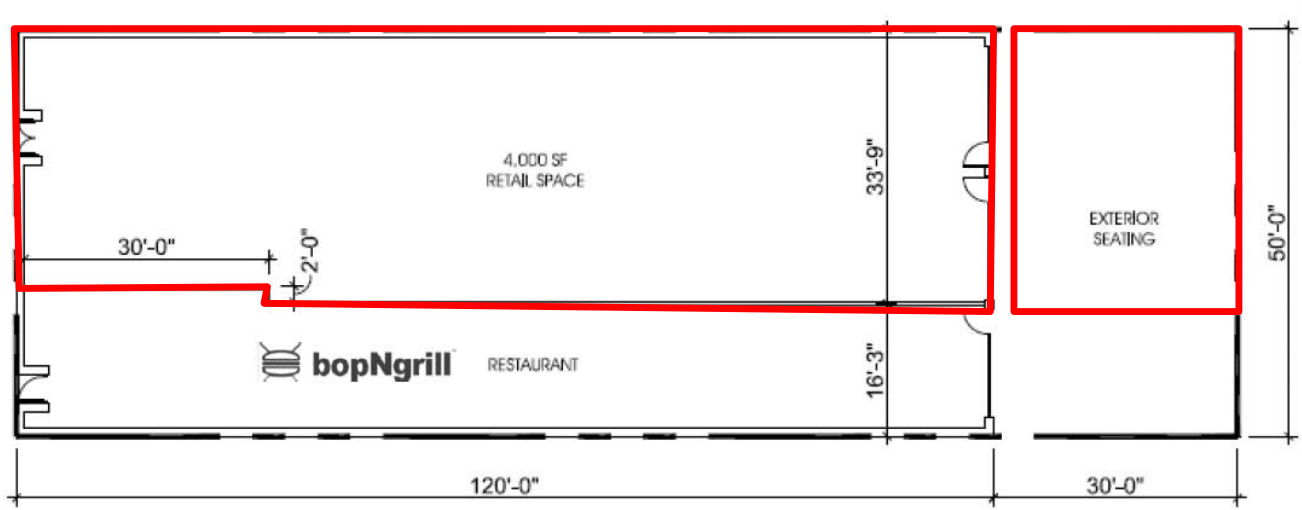 4,000 SF
RETAIL SPACE
33'-9"
EXTERIOR
SEATING
50'-0"
30'-0"
2'-0"
bopNgrill
RESTAURANT
16'-3"
120'-0"
30'-0"